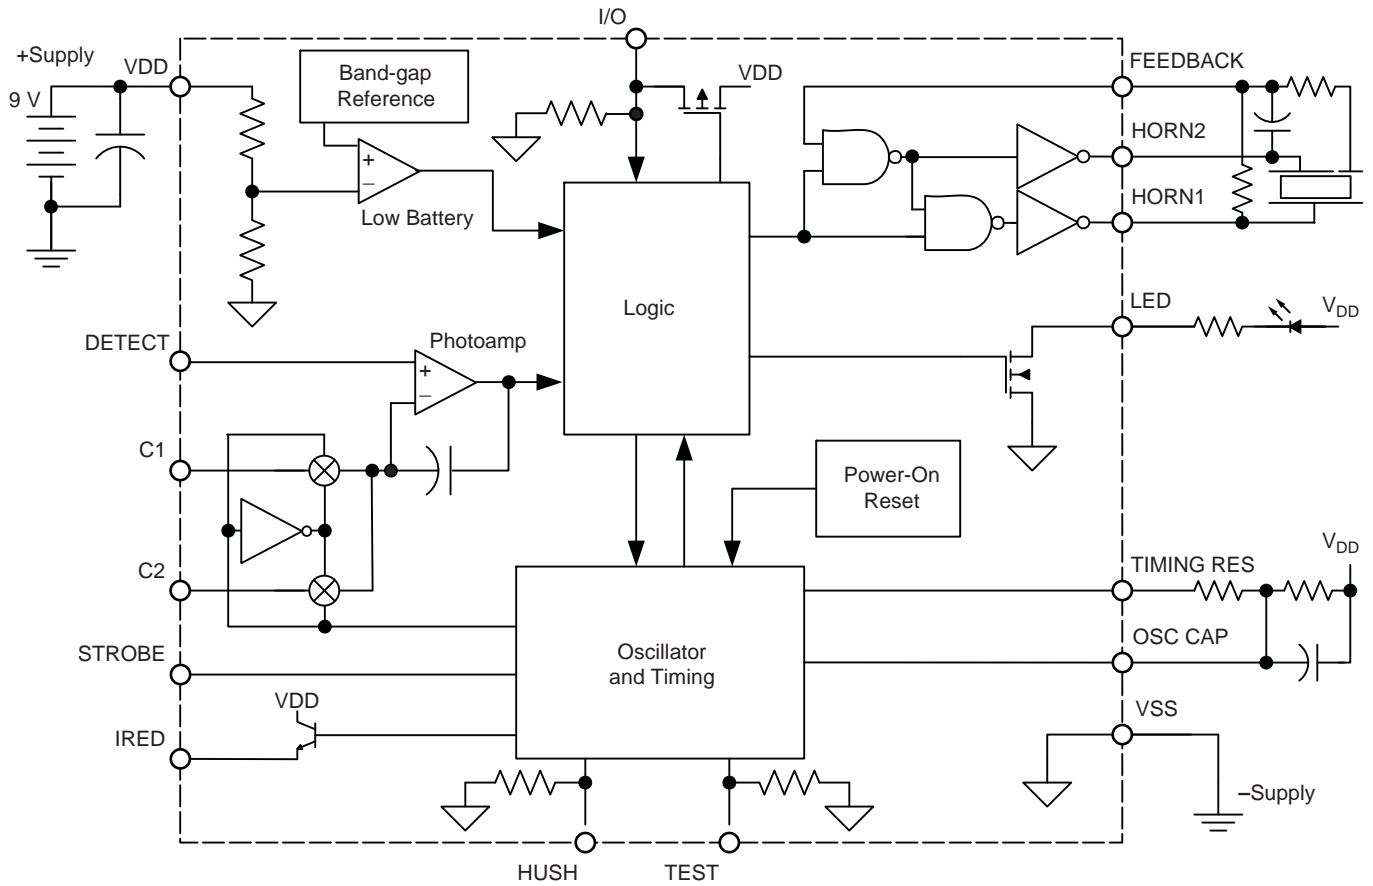 I/O
+Supply
VDD
9 V
Band-gap
Reference
VDD
FEEDBACK
+
−
Low Battery
HORN2
HORN1
Logic
LED
VDD
DETECT
Photoamp
+
−
C1
Power-On
Reset
C2
VDD
TIMING RES
STROBE
Oscillator
and Timing
OSC CAP
VDD
IRED
VSS
–Supply
HUSH
TEST